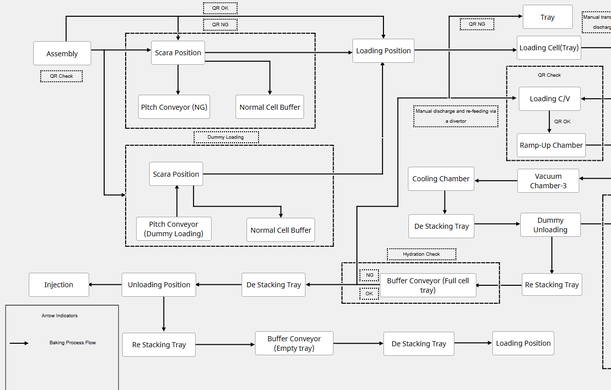 QR OK
QR NG
QR NG
Tray
Manual tran
discharg
Assembly
QR Check
Scara Position
Loading Position
Loading Cell(Tray)
QR Check
Pitch Conveyor (NG)
Normal Cell Buffer
Loading C/V
Manual discharge and re-feeding via
a divertor
QR OK
Dummy Loading
Ramp-Up Chamber
Scara Position
Cooling Chamber
Vacuum
Chamber-3
Pitch Conveyor
(Dummy Loading)
Normal Cell Buffer
De Stacking Tray
Dummy
Unloading
Hydration Check
NG
OK
Buffer Conveyor (Full cell
tray)
Re Stacking Tray
Injection
Unloading Position
De Stacking Tray
Arrow Indicators
Baking Process Flow
Re Stacking Tray
Buffer Conveyor
(Empty tray)
De Stacking Tray
Loading Position